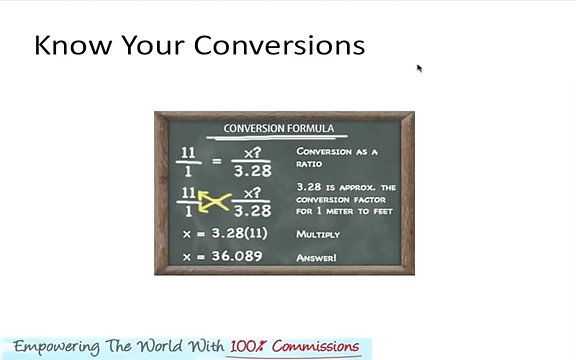 Know Your Conversions
CONVERSION FORMULA
11/1 = x?/3.28 CONVERSION AS A
RATIO
11/1 x?/3.28 3.28 IS APPROX. THE
CONVERSION FACTOR
FOR 1 METER TO FEET
x = 3.28(11) MULTIPLY
x = 36.089 ANSWER!
Empowering The World With 100% Commissions